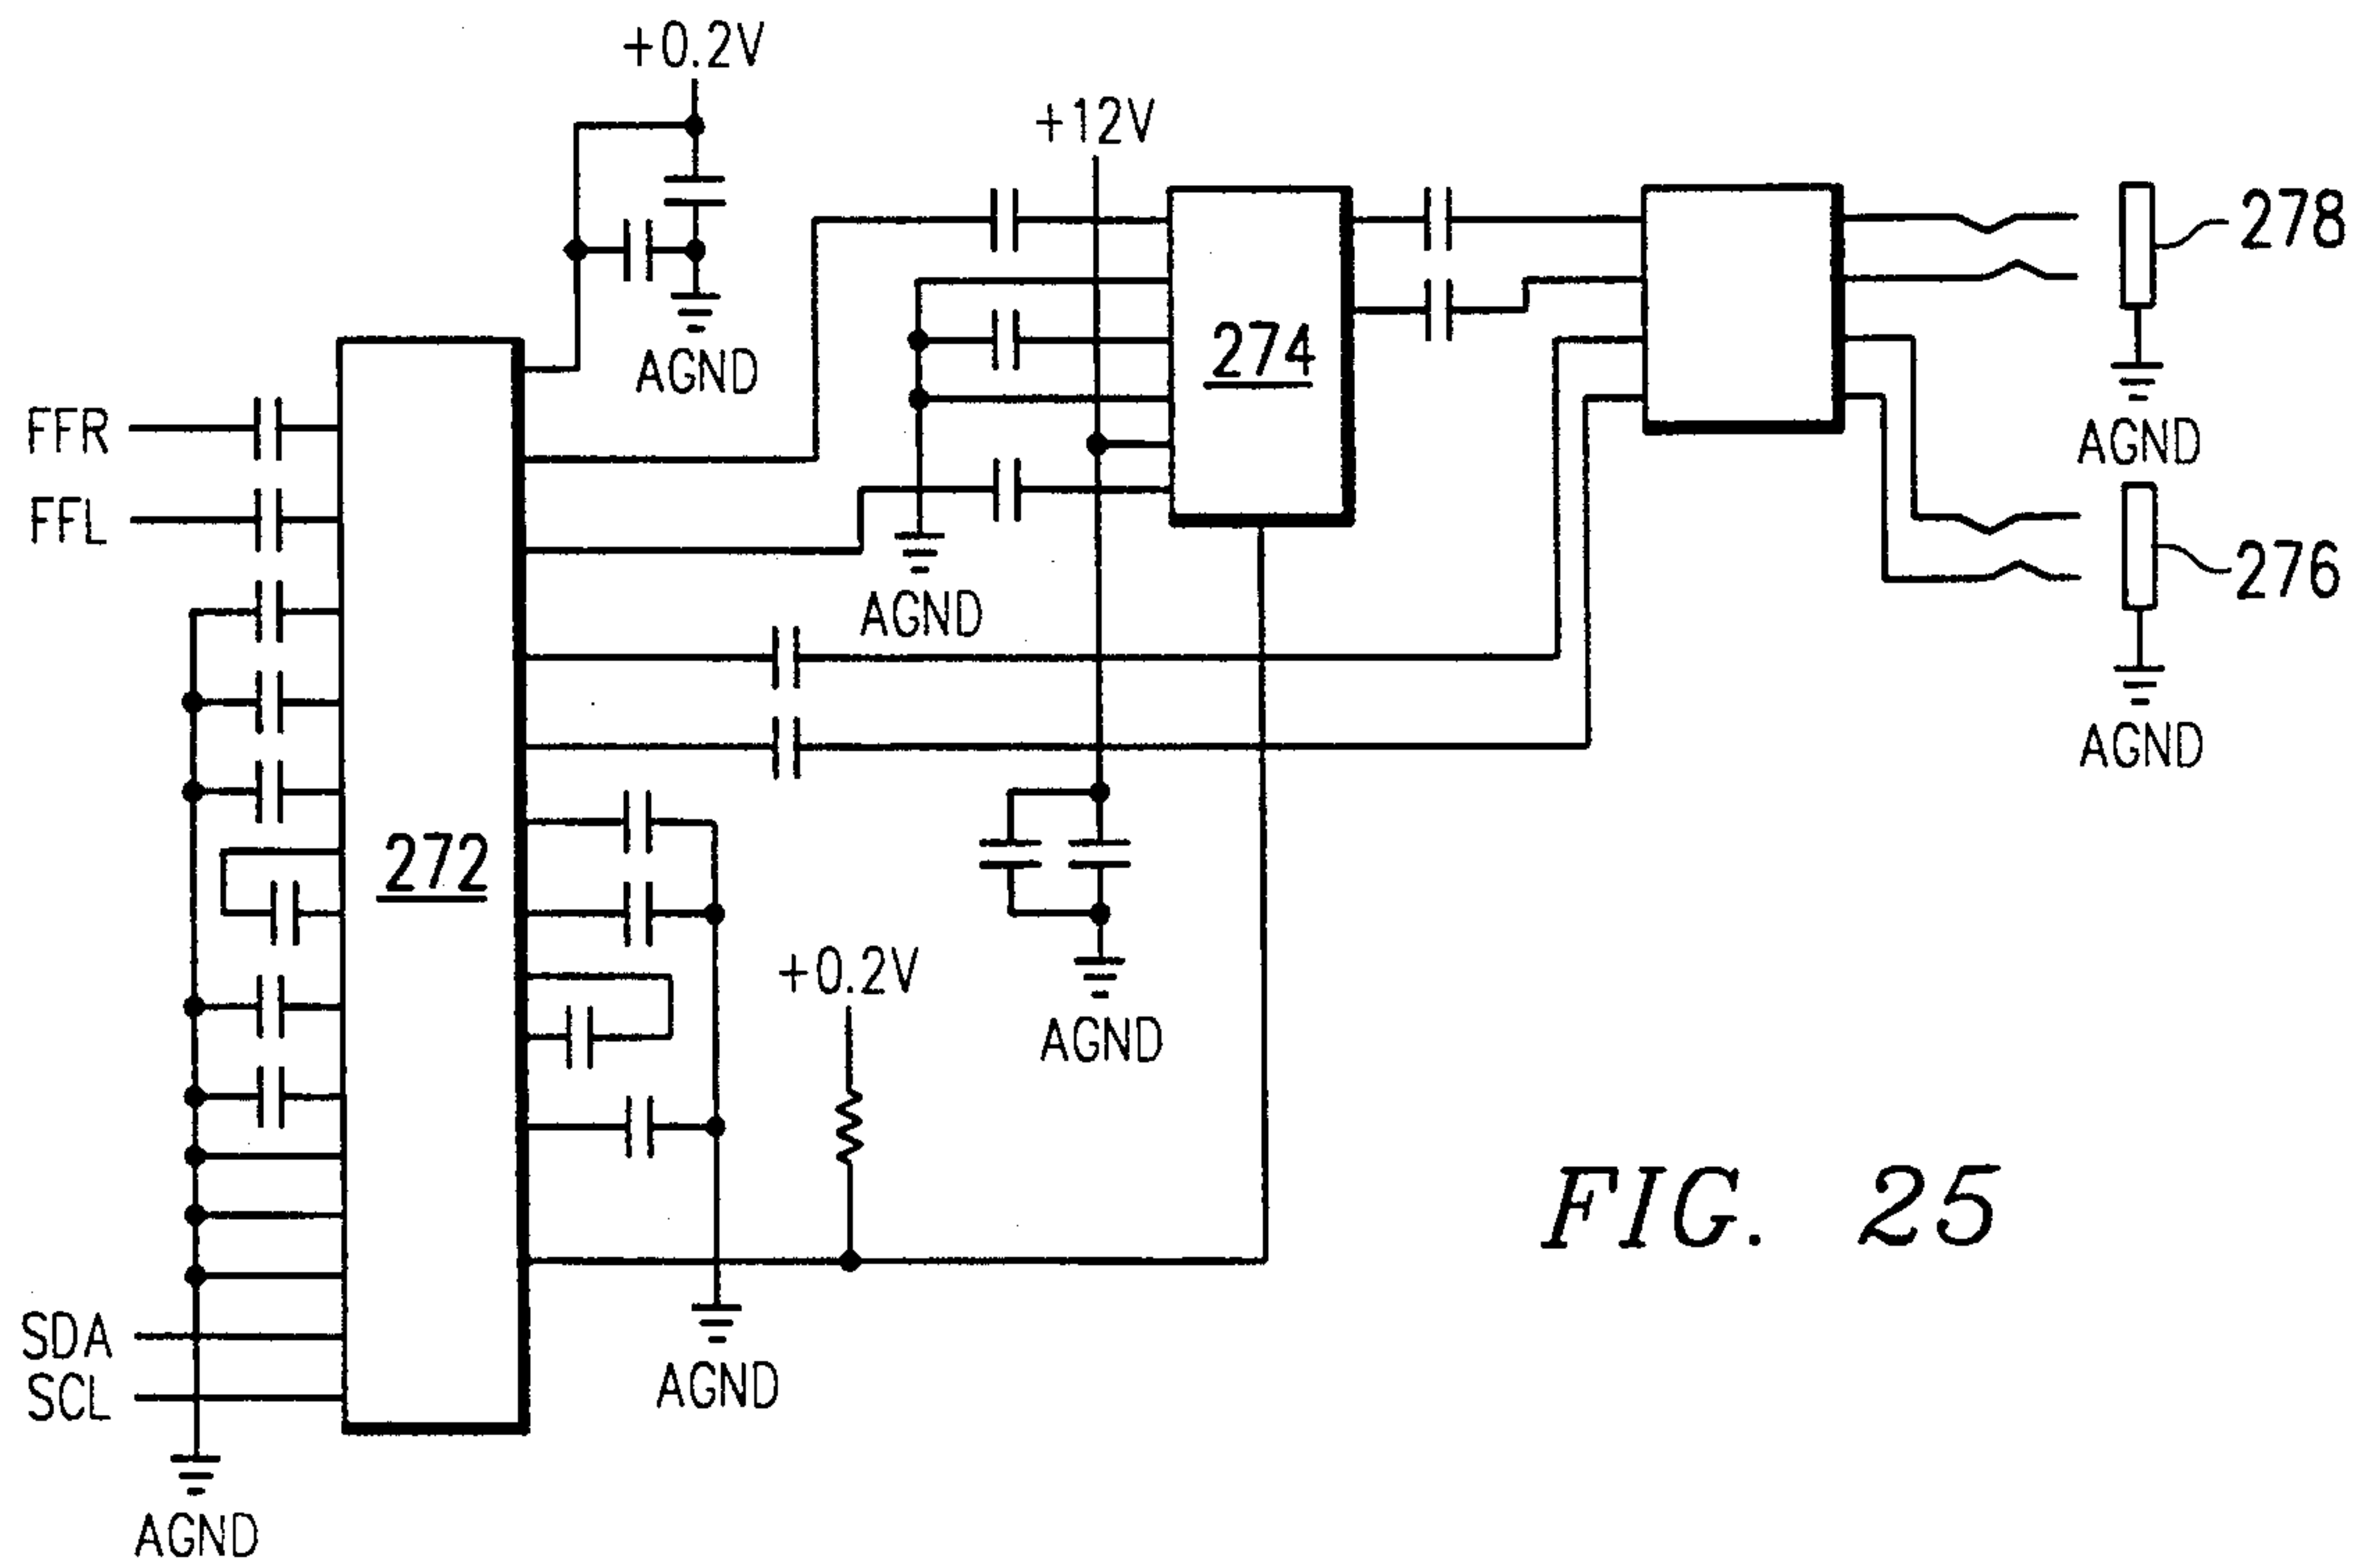 +0.2V
+12V
278
274
AGND
FFR
AGND
FFL
276
AGND
AGND
272
+0.2V
AGND
FIG. 25
SDA
AGND
SCL
AGND